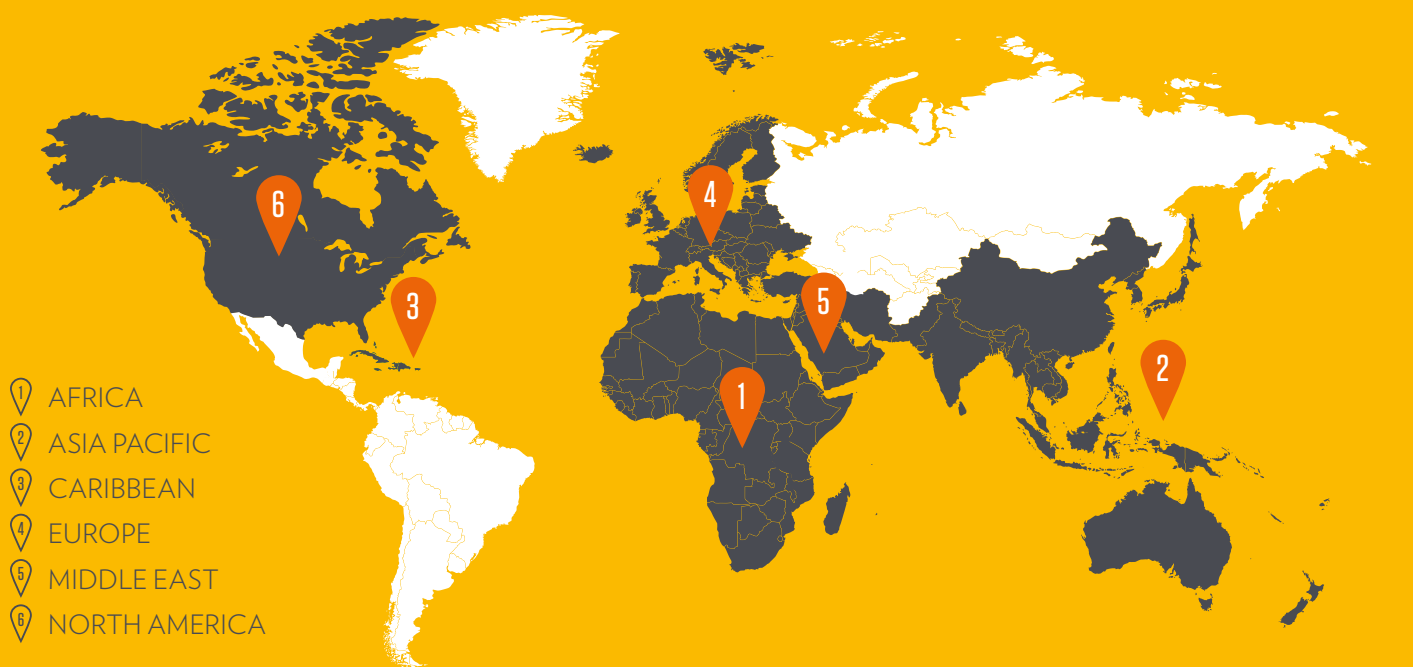 6
4
3
5
2
1
1 AFRICA
2 ASIA PACIFIC
3 CARIBBEAN
4 EUROPE
5 MIDDLE EAST
6 NORTH AMERICA